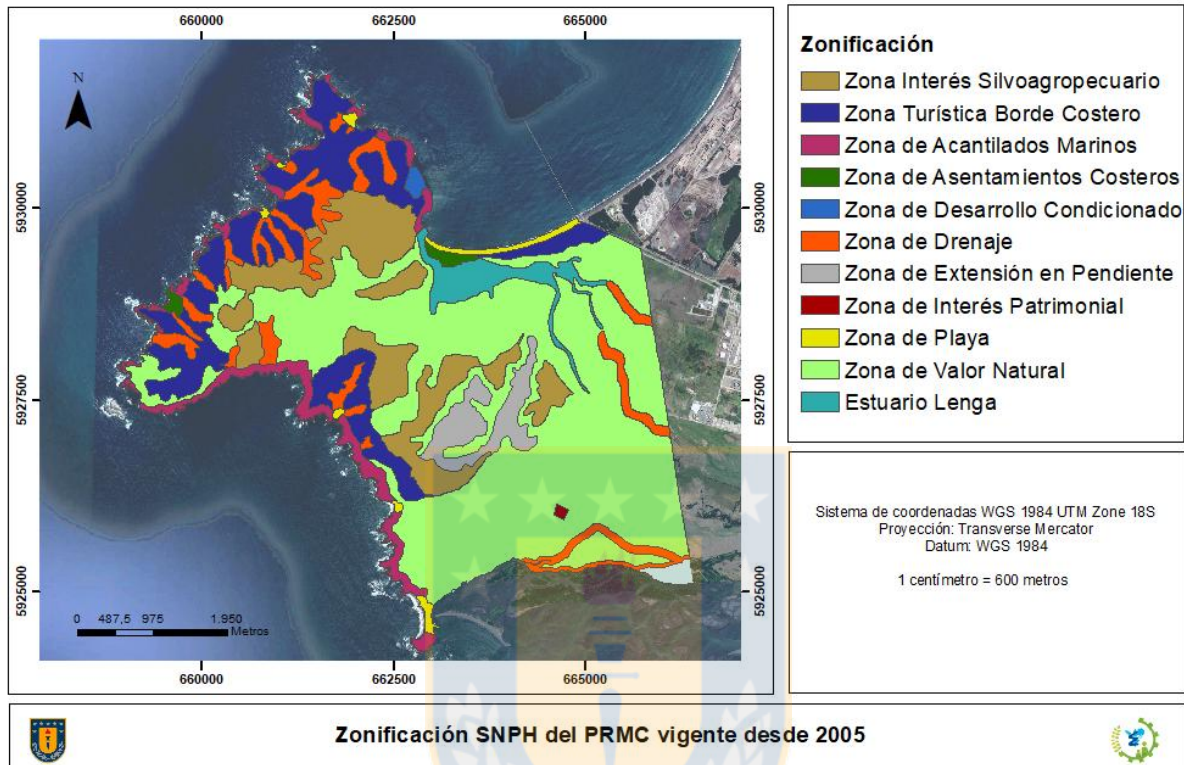 660000 662500 665000
N
5930000 5930000
5927500 5927500
5925000 5925000
0 487,5 975 1.950
Metros
660000 662500 665000
Zonificación
Zona Interés Silvoagropecuario
Zona Turística Borde Costero
Zona de Acantilados Marinos
Zona de Asentamientos Costeros
Zona de Desarrollo Condicionado
Zona de Drenaje
Zona de Extensión en Pendiente
Zona de Interés Patrimonial
Zona de Playa
Zona de Valor Natural
Estuario Lenga
Sistema de coordenadas WGS 1984 UTM Zone 18S
Proyección: Transverse Mercator
Datum: WGS 1984
1 centímetro = 600 metros
Zonificación SNPH del PRMC vigente desde 2005